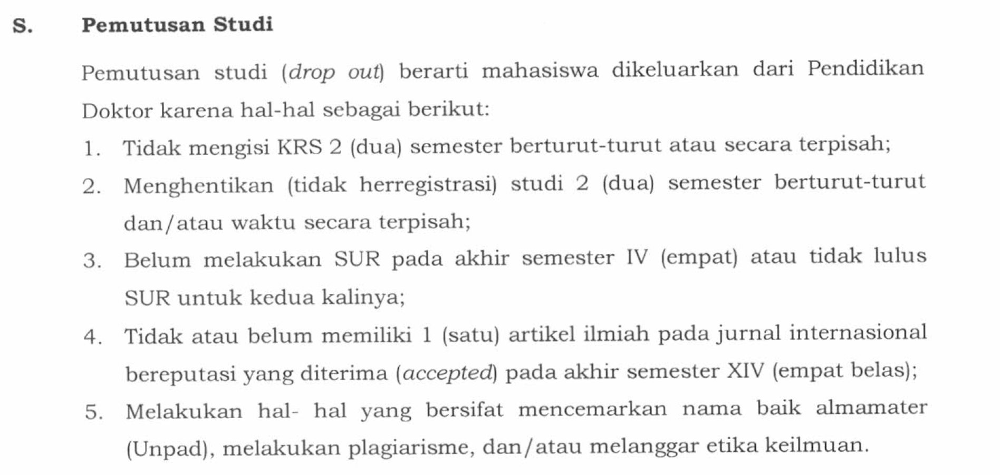 S. Pemutusan Studi
Pemutusan studi (drop out) berarti mahasiswa dikeluarkan dari Pendidikan
Doktor karena hal-hal sebagai berikut:
1. Tidak mengisi KRS 2 (dua) semester berturut-turut atau secara terpisah;
2. Menghentikan (tidak herregistrasi) studi 2 (dua) semester berturut-turut
dan/atau waktu secara terpisah;
3. Belum melakukan SUR pada akhir semester IV (empat) atau tidak lulus
SUR untuk kedua kalinya;
4. Tidak atau belum memiliki 1 (satu) artikel ilmiah pada jurnal internasional
bereputasi yang diterima (accepted) pada akhir semester XIV (empat belas);
5. Melakukan hal- hal yang bersifat mencemarkan nama baik almamater
(Unpad), melakukan plagiarisme, dan/atau melanggar etika keilmuan.